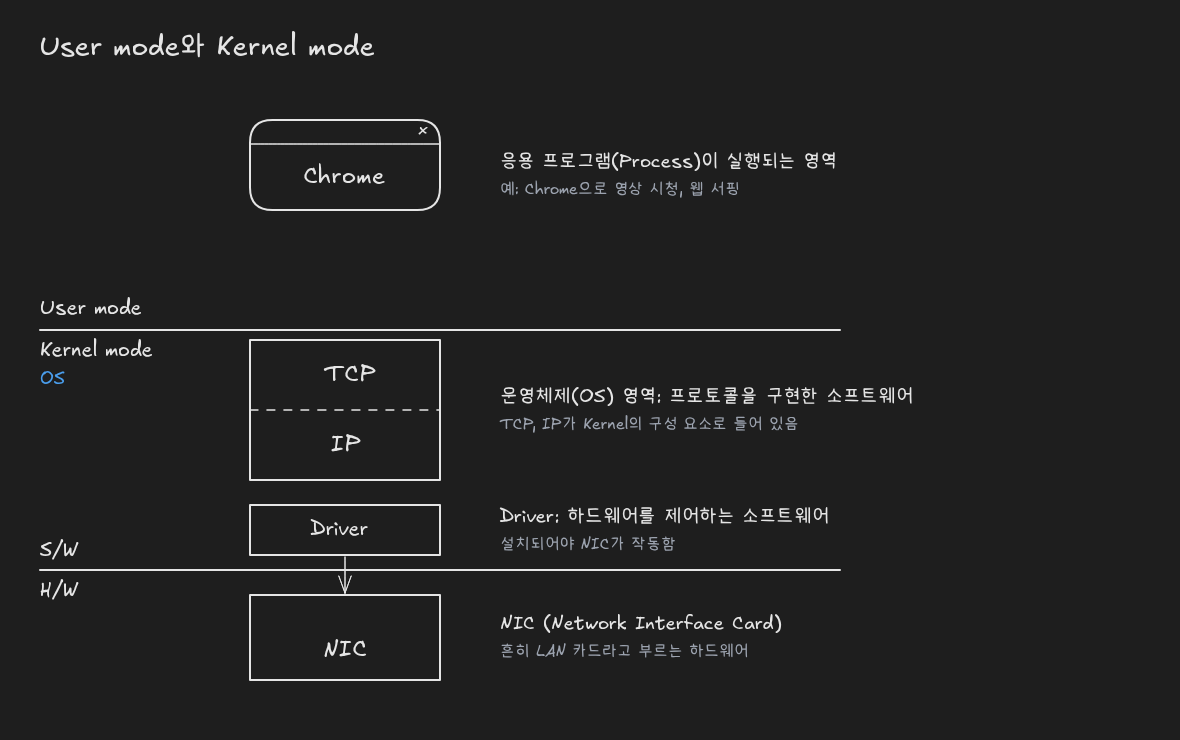 User mode와 Kernel mode
x
Chrome
응용 프로그램(Process)이 실행되는 영역
예: Chrome으로 영상 시청, 웹 서핑
User mode
Kernel mode
OS
TCP
IP
운영체제(OS) 영역: 프로토콜을 구현한 소프트웨어
TCP, IP가 Kernel의 구성 요소로 들어 있음
Driver
Driver: 하드웨어를 제어하는 소프트웨어
설치되어야 NIC가 작동함
S/W
H/W
NIC
NIC (Network Interface Card)
흔히 LAN 카드라고 부르는 하드웨어